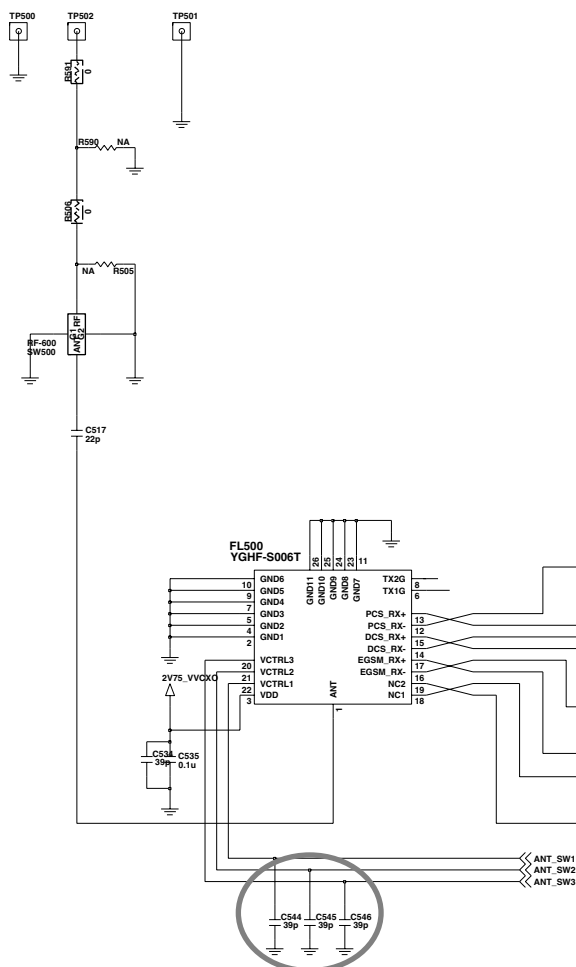 TP500
TP502
TP501
R591
0
R590
NA
R506
0
NA
R505
RF-600
SW500
G1
RF
ANT
G2
C517
22p
FL500
YGHF-S006T
26
25
24
23
11
GND11
GND10
GND9
GND8
GND7
GND6
10
GND5
9
GND4
7
GND3
5
GND2
4
GND1
2
VCTRL3
20
VCTRL2
21
VCTRL1
22
VDD
3
ANT
1
TX2G
8
TX1G
6
PCS_RX+
13
PCS_RX-
12
DCS_RX+
15
DCS_RX-
14
EGSM_RX+
17
EGSM_RX-
16
NC2
19
NC1
18
2V75_VVCXO
C534
39p
C535
0.1u
ANT_SW1
ANT_SW2
ANT_SW3
C544
39p
C545
39p
C546
39p